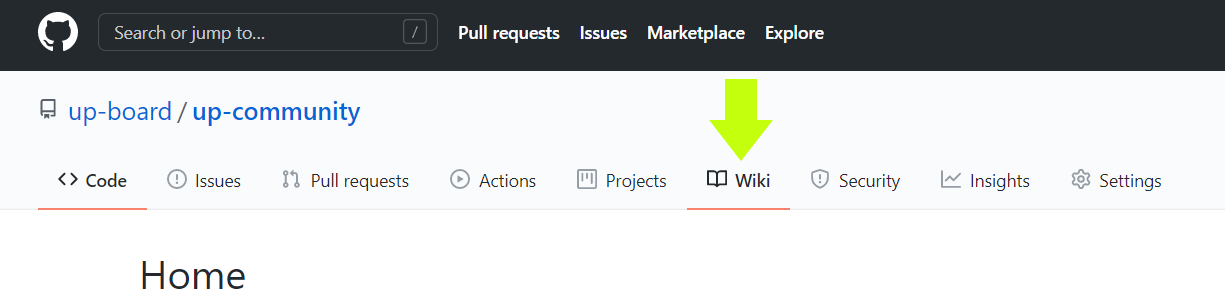 Search or jump to... / Pull requests Issues Marketplace Explore
up-board / up-community
Code Issues Pull requests Actions Projects Wiki Security Insights Settings
Home